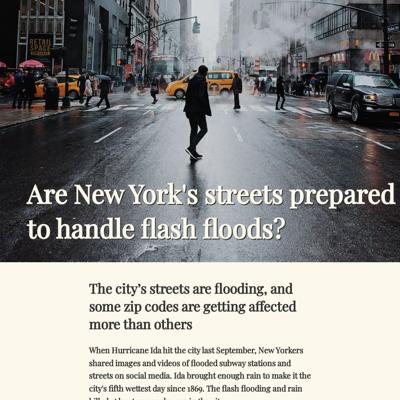 RETAIL
SPACE
Are New York's streets prepared
to handle flash floods?
The city’s streets are flooding, and
some zip codes are getting affected
more than others
When Hurricane Ida hit the city last September, New Yorkers
shared images and videos of flooded subway stations and
streets on social media. Ida brought enough rain to make it the
city's fifth wettest day since 1869. The flash flooding and rain